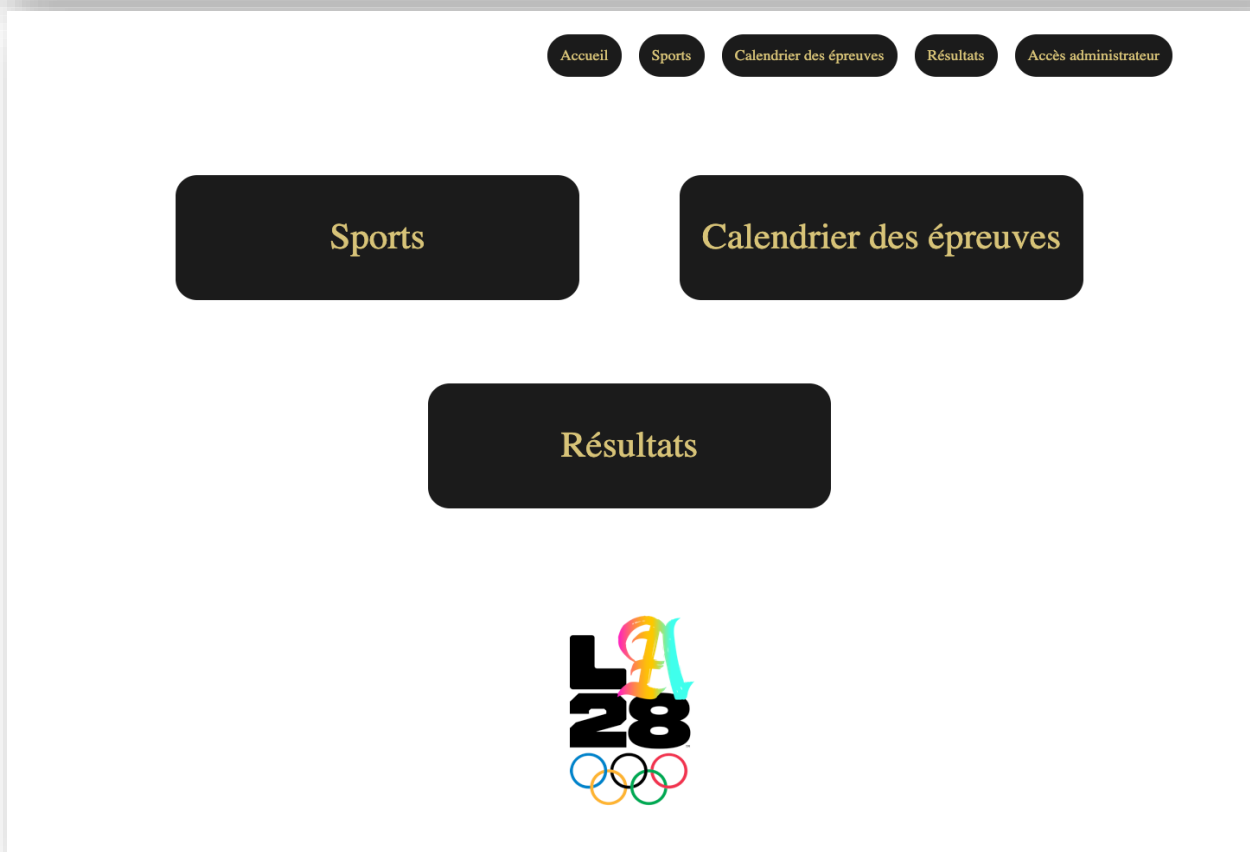 Accueil Sports Calendrier des épreuves Résultats Accès administrateur
Sports Calendrier des épreuves
Résultats
LA
28